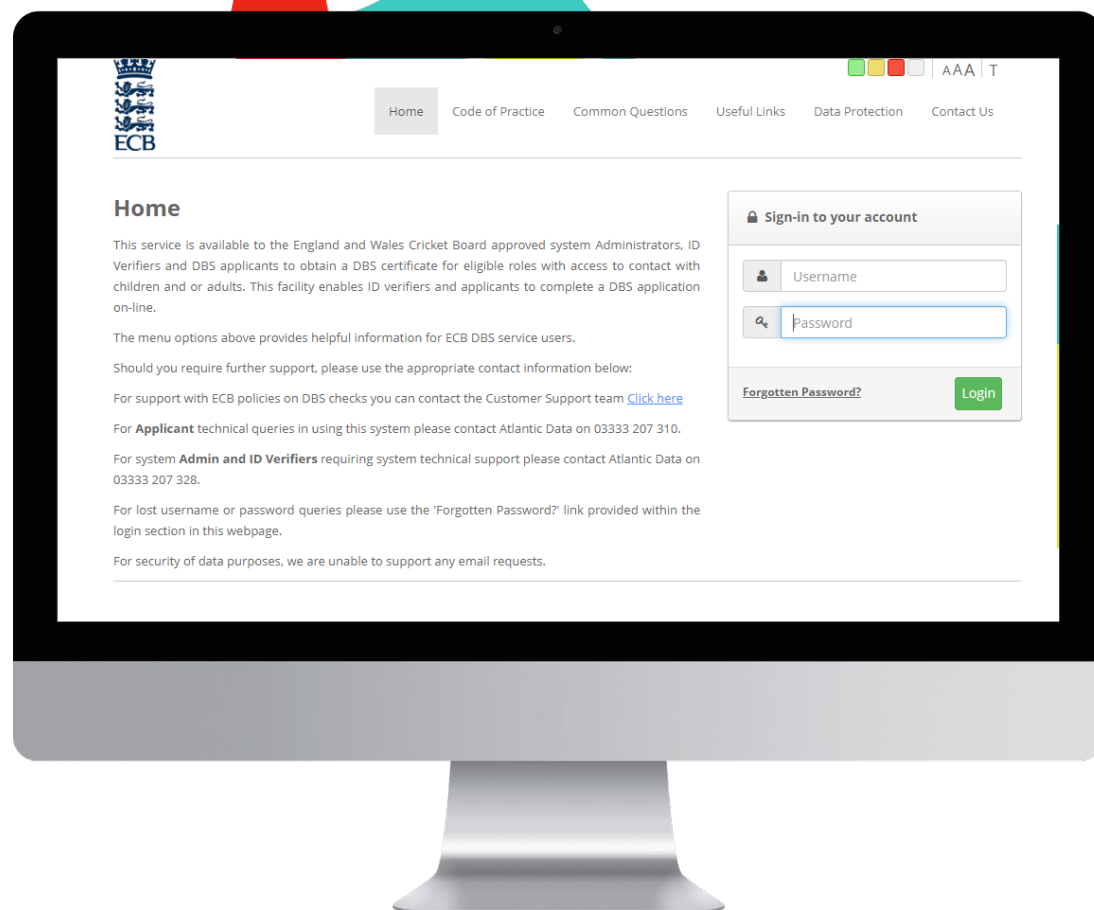 AAA T
ECB
Home Code of Practice Common Questions Useful Links Data Protection Contact Us
Home
This service is available to the England and Wales Cricket Board approved system Administrators, ID
Verifiers and DBS applicants to obtain a DBS certificate for eligible roles with access to contact with
children and or adults. This facility enables ID verifiers and applicants to complete a DBS application
on-line.
The menu options above provides helpful information for ECB DBS service users.
Should you require further support, please use the appropriate contact information below:
For support with ECB policies on DBS checks you can contact the Customer Support team Click here
For Applicant technical queries in using this system please contact Atlantic Data on 03333 207 310.
For system Admin and ID Verifiers requiring system technical support please contact Atlantic Data on
03333 207 328.
For lost username or password queries please use the 'Forgotten Password?' link provided within the
login section in this webpage.
For security of data purposes, we are unable to support any email requests.
Sign-in to your account
Username
Password
Forgotten Password? Login